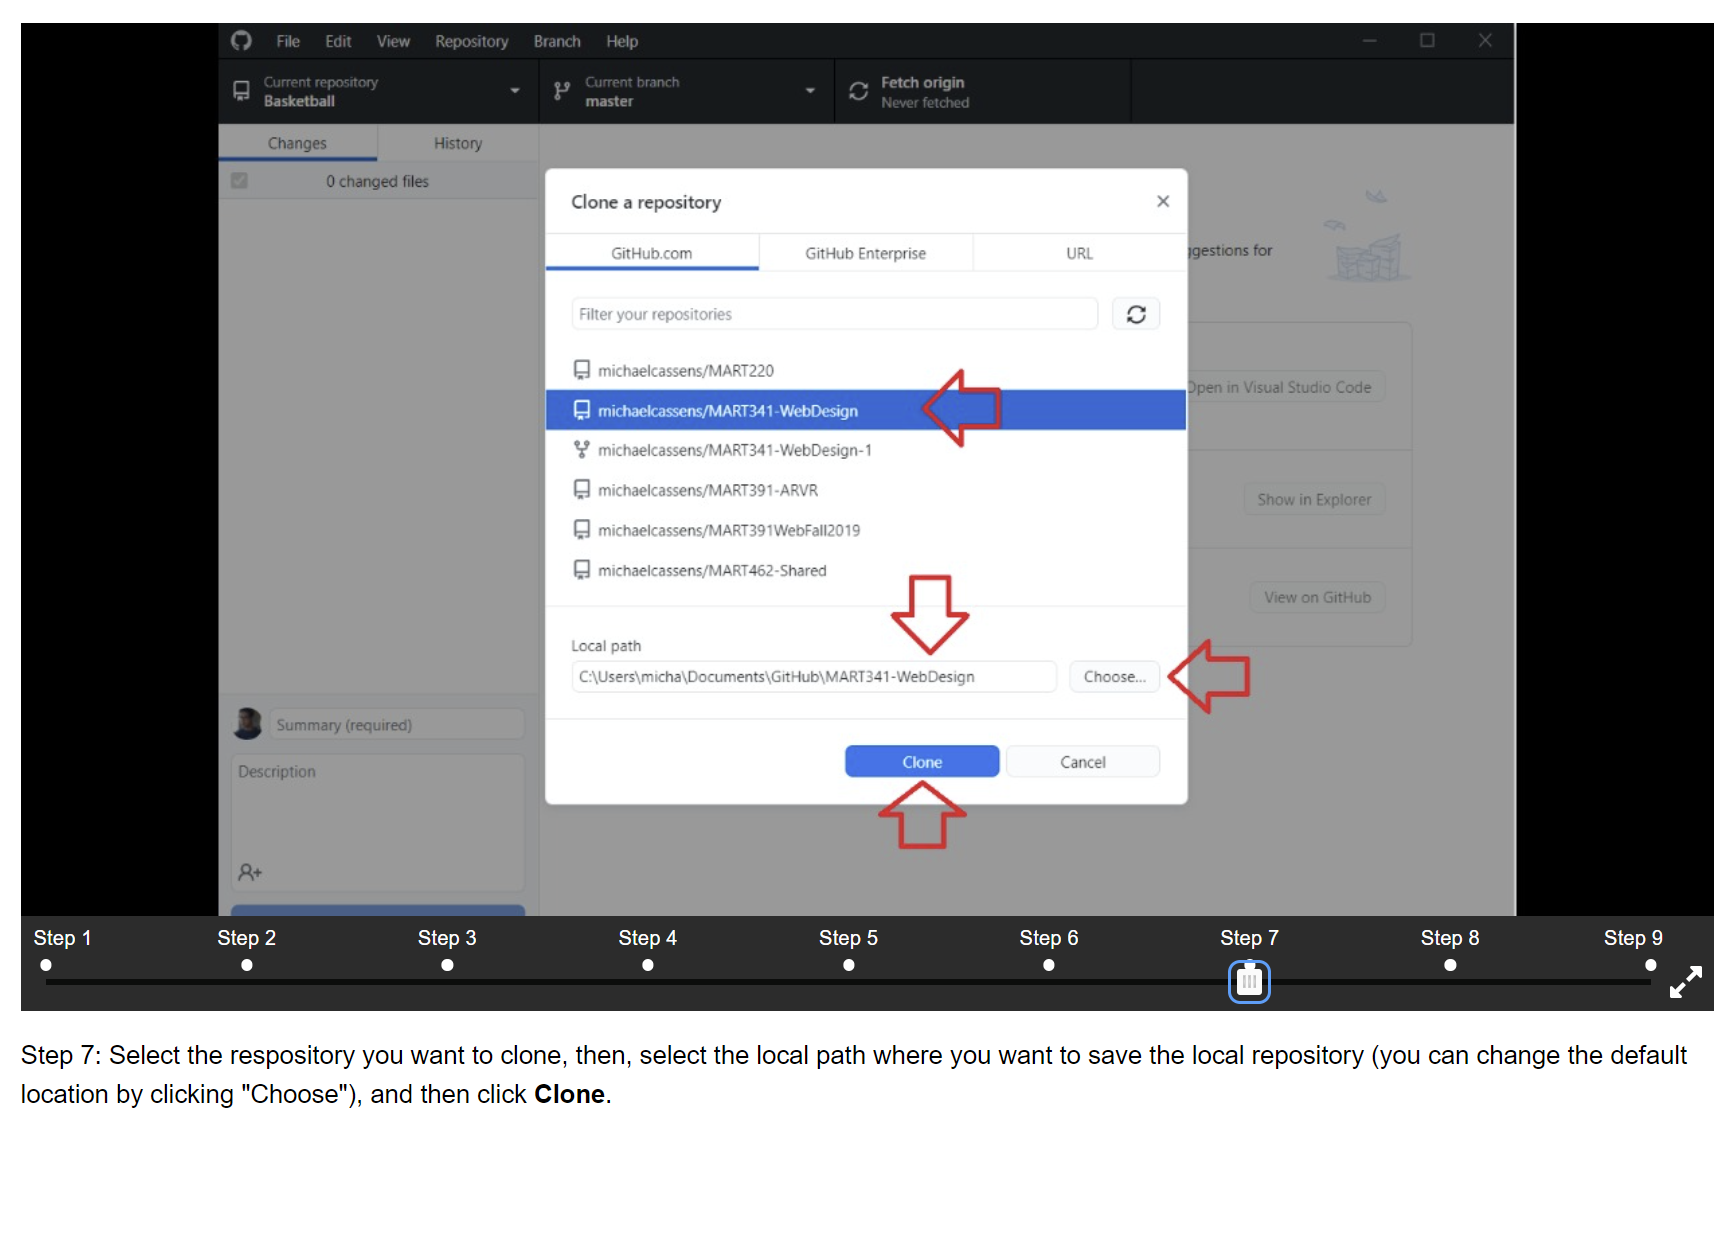 File Edit View Repository Branch Help
Current repository
Basketball
Current branch
master
Fetch origin
Never fetched
Changes History
0 changed files
Clone a repository
GitHub.com GitHub Enterprise URL
Filter your repositories
michaelcassens/MART220
michaelcassens/MART341-WebDesign
michaelcassens/MART341-WebDesign-1
michaelcassens/MART391-ARVR
michaelcassens/MART391WebFall2019
michaelcassens/MART462-Shared
Local path
C:\Users\micha\Documents\GitHub\MART341-WebDesign Choose...
Clone Cancel
for
Open in Visual Studio Code
Show in Explorer
View on GitHub
Summary (required)
Description
Step 1 Step 2 Step 3 Step 4 Step 5 Step 6 Step 7 Step 8 Step 9
Step 7: Select the respository you want to clone, then, select the local path where you want to save the local repository (you can change the default
location by clicking "Choose"), and then click Clone.